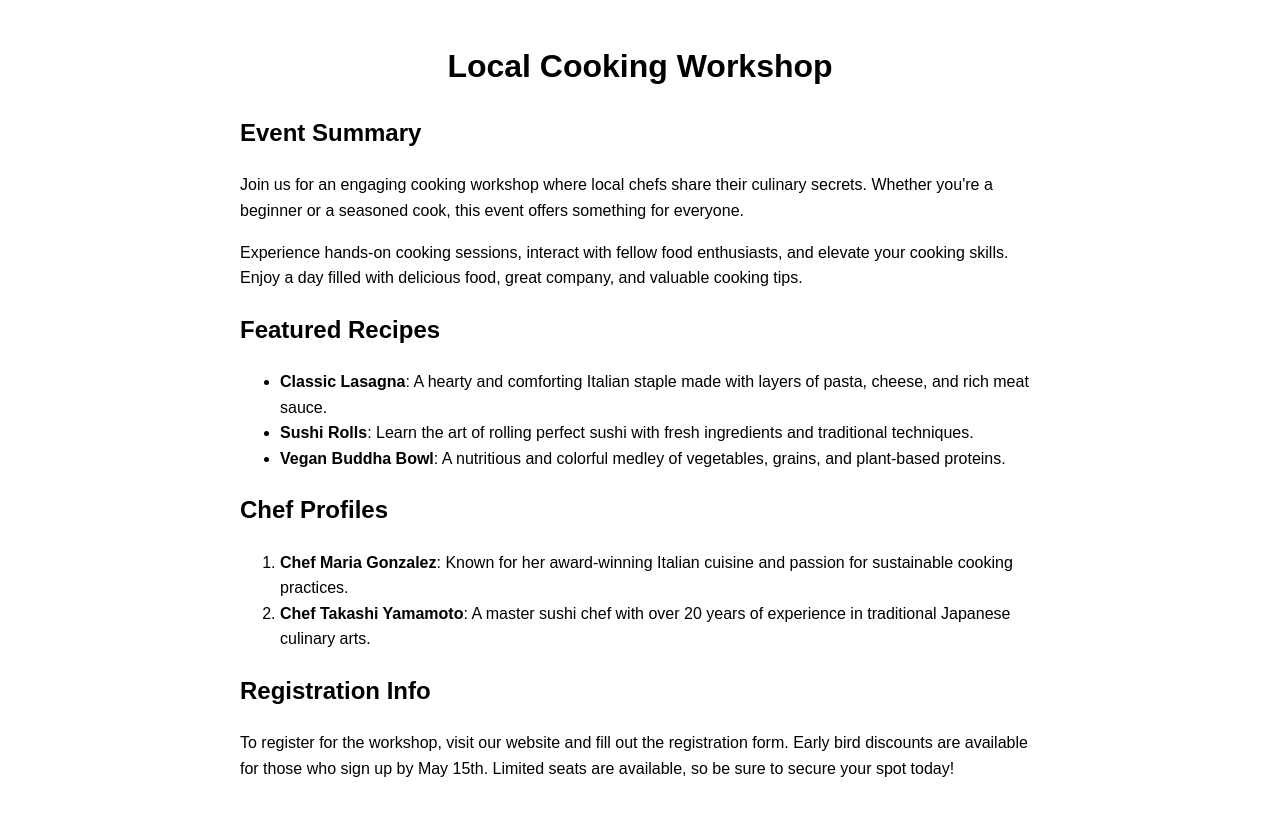 Local Cooking Workshop
Event Summary
Join us for an engaging cooking workshop where local chefs share their culinary secrets. Whether you're a
beginner or a seasoned cook, this event offers something for everyone.
Experience hands-on cooking sessions, interact with fellow food enthusiasts, and elevate your cooking skills.
Enjoy a day filled with delicious food, great company, and valuable cooking tips.
Featured Recipes
• Classic Lasagna: A hearty and comforting Italian staple made with layers of pasta, cheese, and rich meat
sauce.
• Sushi Rolls: Learn the art of rolling perfect sushi with fresh ingredients and traditional techniques.
• Vegan Buddha Bowl: A nutritious and colorful medley of vegetables, grains, and plant-based proteins.
Chef Profiles
1. Chef Maria Gonzalez: Known for her award-winning Italian cuisine and passion for sustainable cooking
practices.
2. Chef Takashi Yamamoto: A master sushi chef with over 20 years of experience in traditional Japanese
culinary arts.
Registration Info
To register for the workshop, visit our website and fill out the registration form. Early bird discounts are available
for those who sign up by May 15th. Limited seats are available, so be sure to secure your spot today!